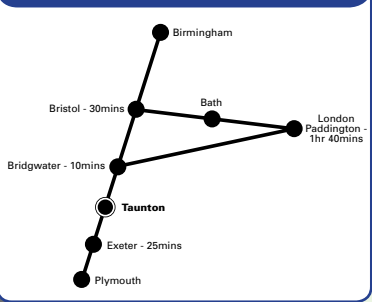 Birmingham
Bristol - 30mins
Bath
London
Paddington -
1hr 40mins
Bridgwater - 10mins
Taunton
Exeter - 25mins
Plymouth